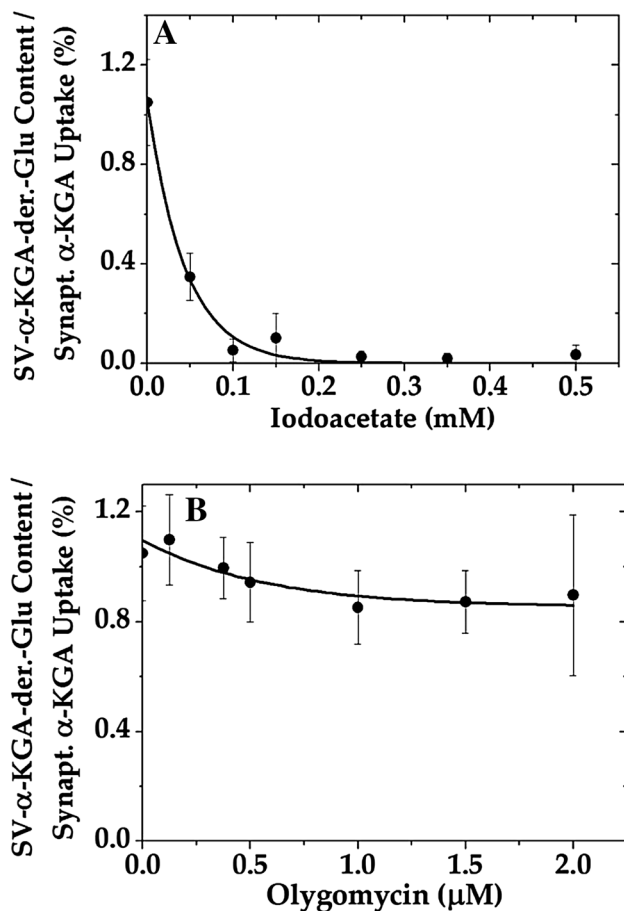 A
SV-α-KGA-der.-Glu Content /
Synapt. α-KGA Uptake (%)
1.2
0.8
0.4
0.0
0.0 0.1 0.2 0.3 0.4 0.5
Iodoacetate (mM)
B
SV-α-KGA-der.-Glu Content /
Synapt. α-KGA Uptake (%)
1.2
0.8
0.4
0.0
0.0 0.5 1.0 1.5 2.0
Olygomycin (μM)